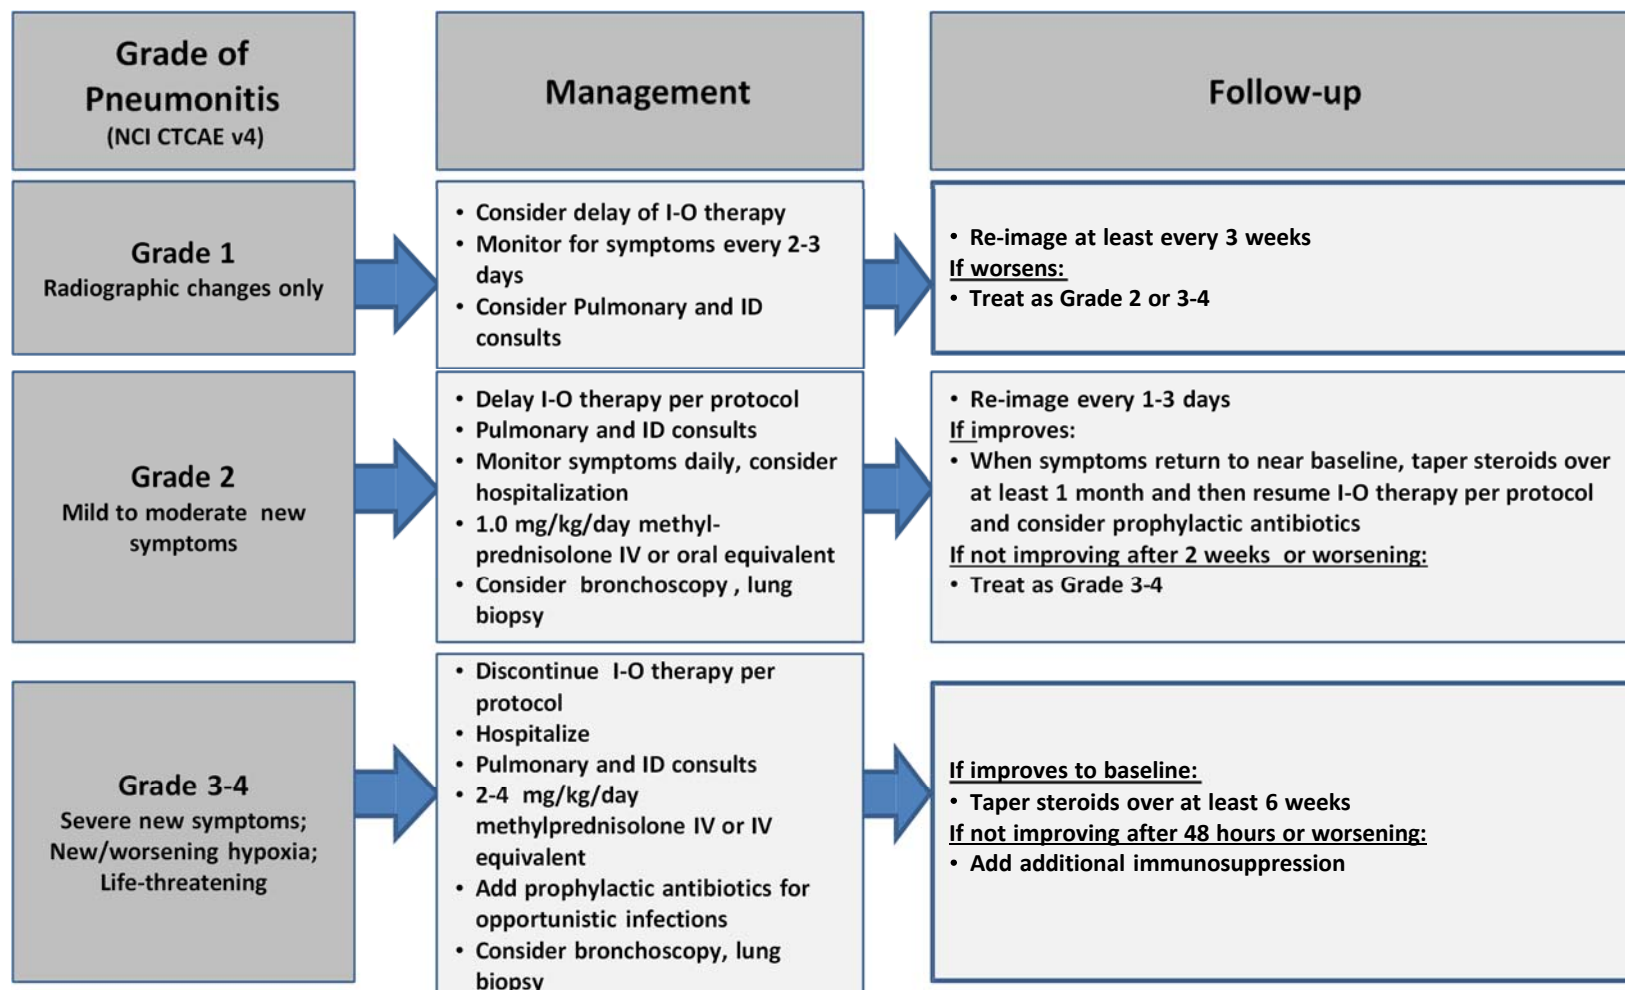 Grade of
Pneumonitis
(NCI CTCAE v4)
Management
Follow-up
Grade 1
Radiographic changes only
• Consider delay of I-O therapy
• Monitor for symptoms every 2-3
days
• Consider Pulmonary and ID
consults
• Re-image at least every 3 weeks
If worsens:
• Treat as Grade 2 or 3-4
Grade 2
Mild to moderate new
symptoms
• Delay I-O therapy per protocol
• Pulmonary and ID consults
• Monitor symptoms daily, consider
hospitalization
• 1.0 mg/kg/day methyl-
prednisolone IV or oral equivalent
• Consider bronchoscopy , lung
biopsy
• Re-image every 1-3 days
If improves:
• When symptoms return to near baseline, taper steroids over
at least 1 month and then resume I-O therapy per protocol
and consider prophylactic antibiotics
If not improving after 2 weeks or worsening:
• Treat as Grade 3-4
Grade 3-4
Severe new symptoms;
New/worsening hypoxia;
Life-threatening
• Discontinue I-O therapy per
protocol
• Hospitalize
• Pulmonary and ID consults
• 2-4 mg/kg/day
methylprednisolone IV or IV
equivalent
• Add prophylactic antibiotics for
opportunistic infections
• Consider bronchoscopy, lung
biopsy
If improves to baseline:
• Taper steroids over at least 6 weeks
If not improving after 48 hours or worsening:
• Add additional immunosuppression